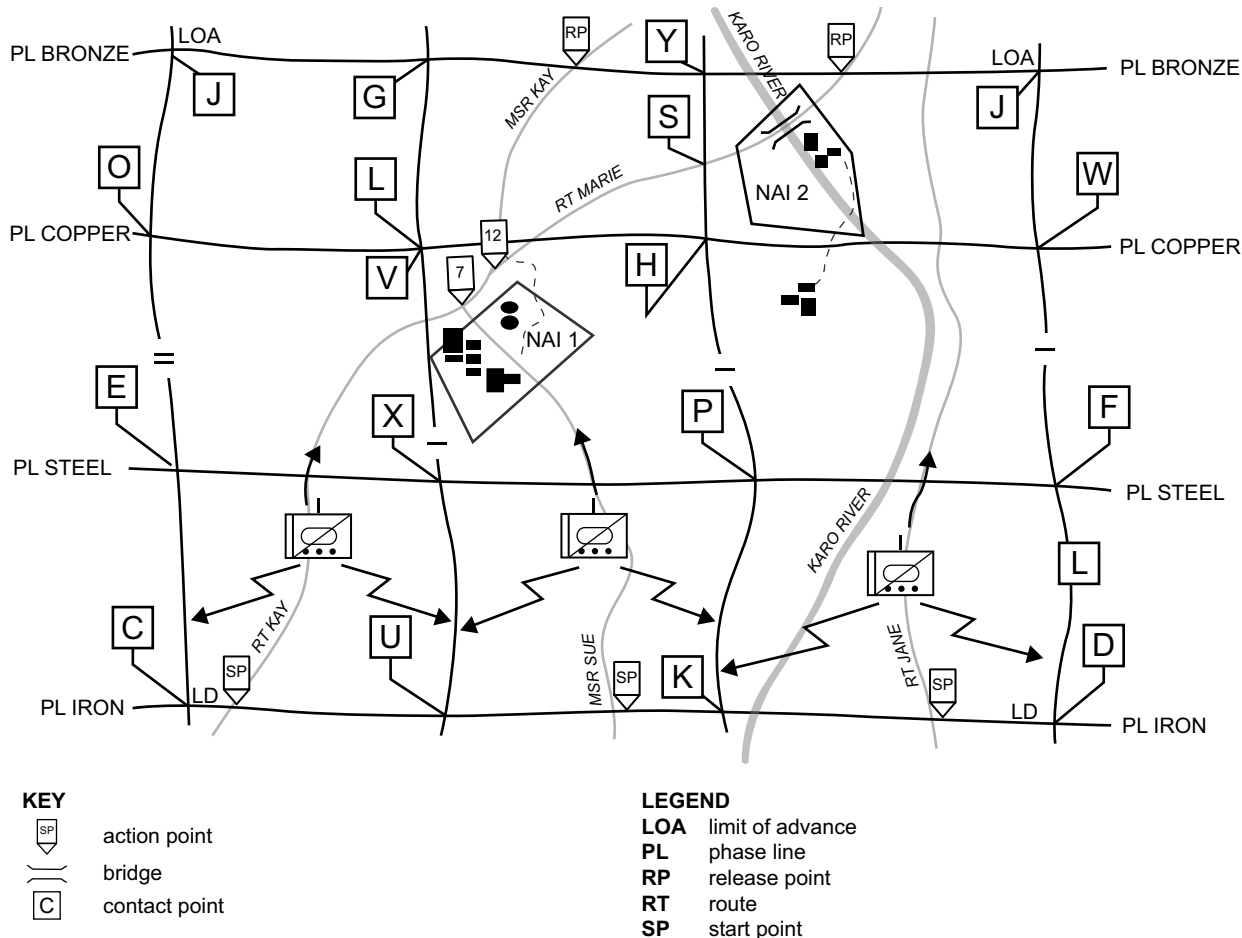 RP
Y
KARO RIVER
RP
PL BRONZE
LOA
LOA
PL BRONZE
J
G
MSR KAY
J
S
O
L
RT MARIE
NAI 2
W
PL COPPER
12
PL COPPER
V
7
H
NAI 1
E
X
P
F
PL STEEL
PL STEEL
KARO RIVER
L
C
RT KAY
U
MSR SUE
K
RT JANE
D
SP
SP
SP
PL IRON
LD
LD
PL IRON
KEY
SP
action point
bridge
C
contact point
LEGEND
LOA limit of advance
PL phase line
RP release point
RT route
SP start point